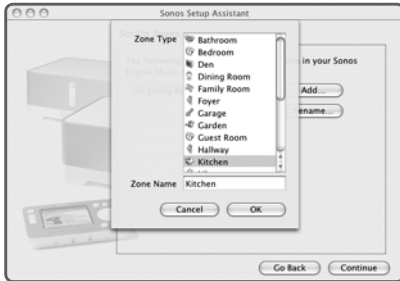 Sonos Setup Assistant
Zone Type
Bathroom
Bedroom
Den
Dining Room
Family Room
Foyer
Garage
Garden
Guest Room
Hallway
Kitchen
Zone Name Kitchen
Cancel OK
in your Sonos
Add...
ename...
Go Back Continue